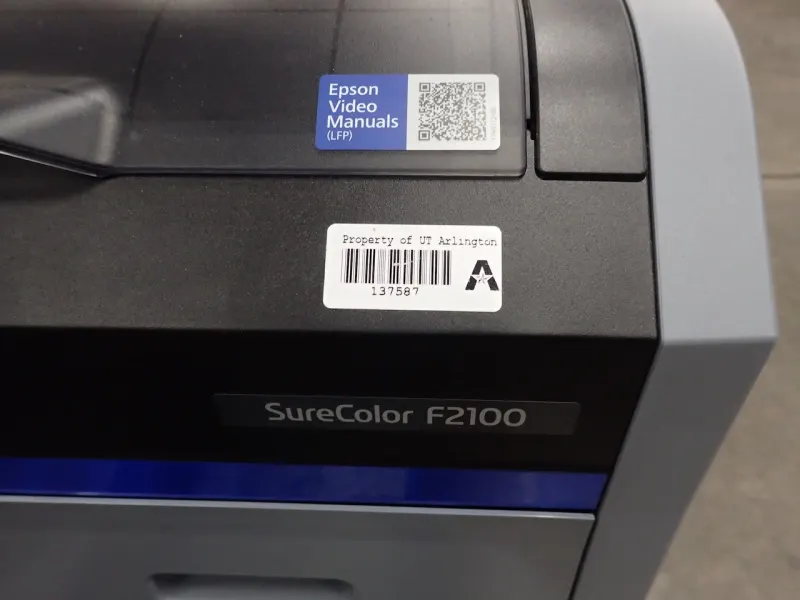 Epson
Video
Manuals
(LFP)
Property of UT Arlington
137587
SureColor F2100